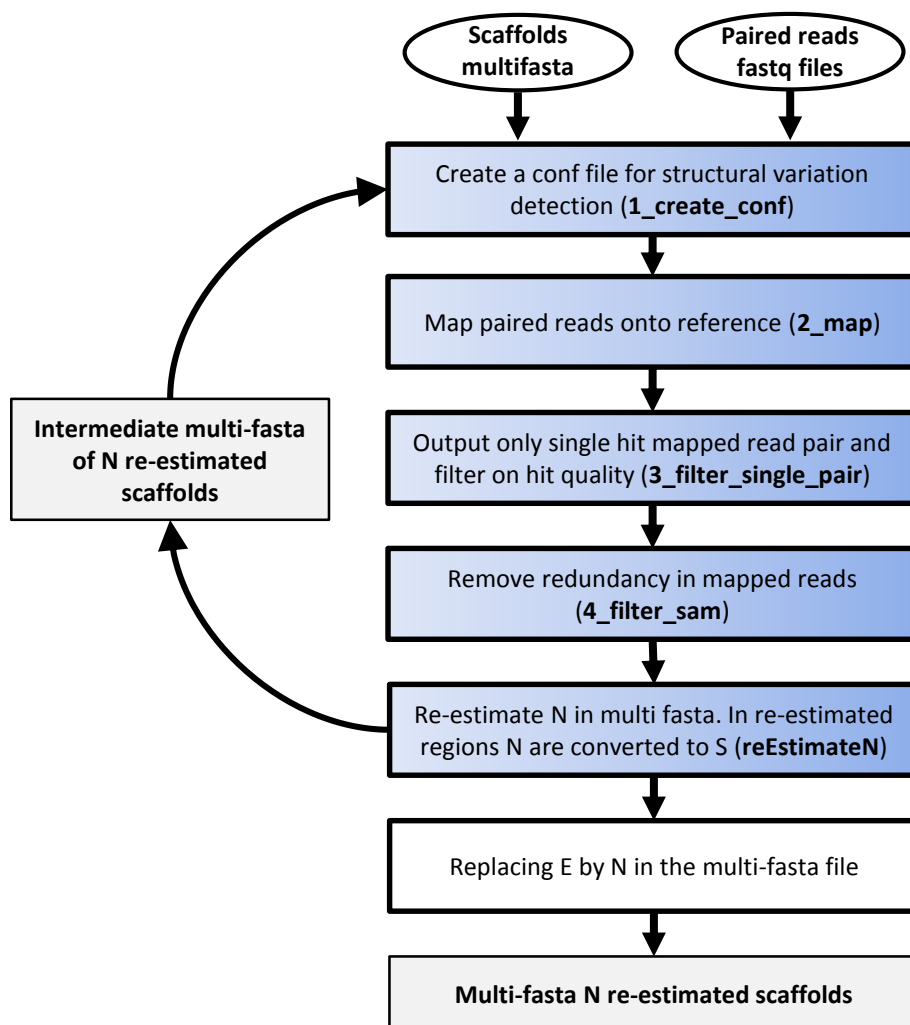 Scaffolds
multifasta
Paired reads
fastq files
Create a conf file for structural variation
detection (1_create_conf)
Map paired reads onto reference (2_map)
Intermediate multi-fasta
of N re-estimated
scaffolds
Output only single hit mapped read pair and
filter on hit quality (3_filter_single_pair)
Remove redundancy in mapped reads
(4_filter_sam)
Re-estimate N in multi fasta. In re-estimated
regions N are converted to S (reEstimateN)
Replacing E by N in the multi-fasta file
Multi-fasta N re-estimated scaffolds